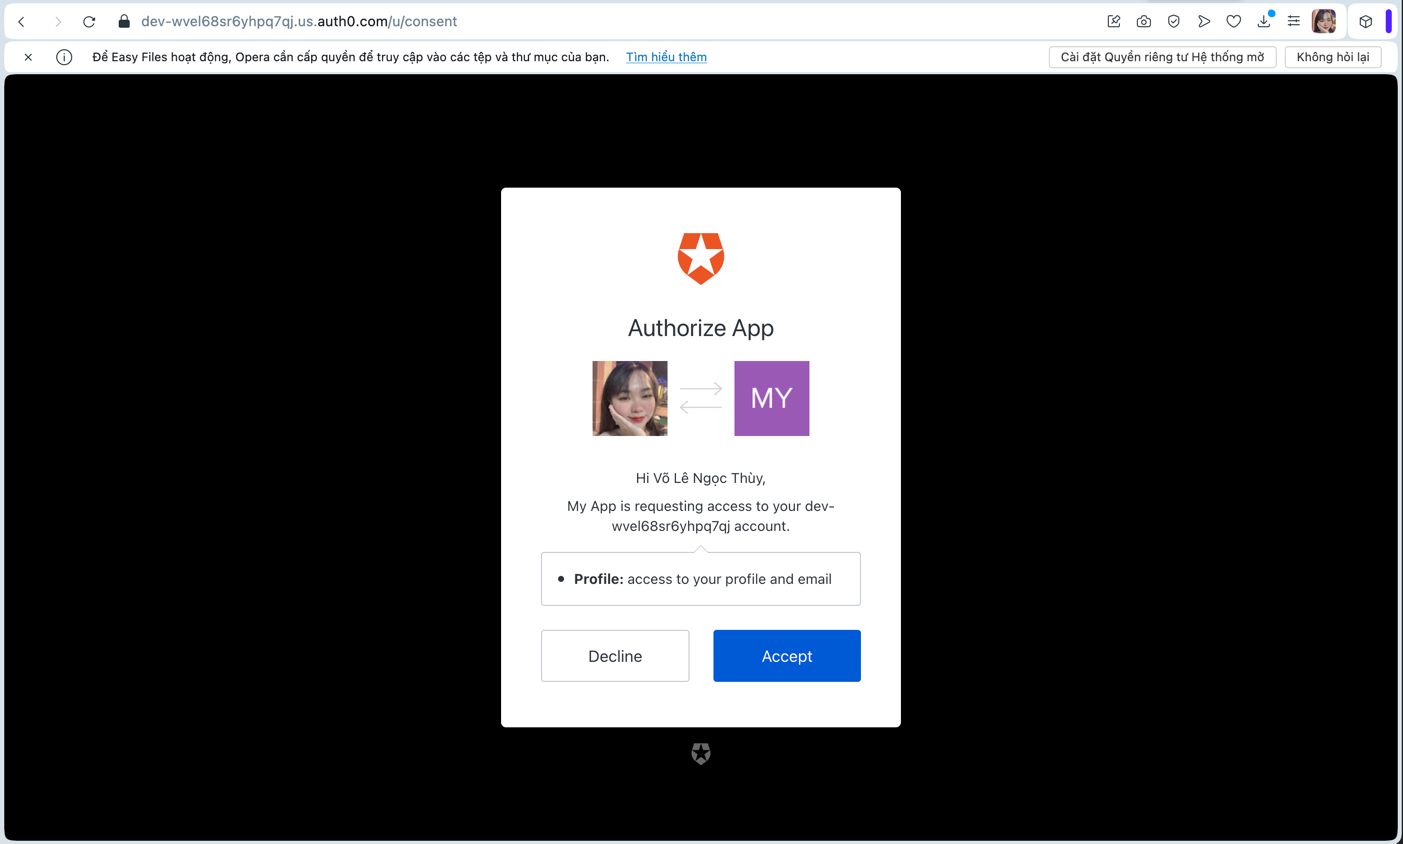 dev-wvel68sr6yhpq7qj.us.auth0.com/u/consent
Để Easy Files hoạt động, Opera cần cấp quyền để truy cập vào các tệp và thư mục của bạn. Tìm hiểu thêm Cài đặt Quyền riêng tư Hệ thống mở Không hỏi lại
Authorize App
MY
Hi Võ Lê Ngọc Thùy,
My App is requesting access to your dev-
wvel68sr6yhpq7qj account.
Profile: access to your profile and email
Decline Accept